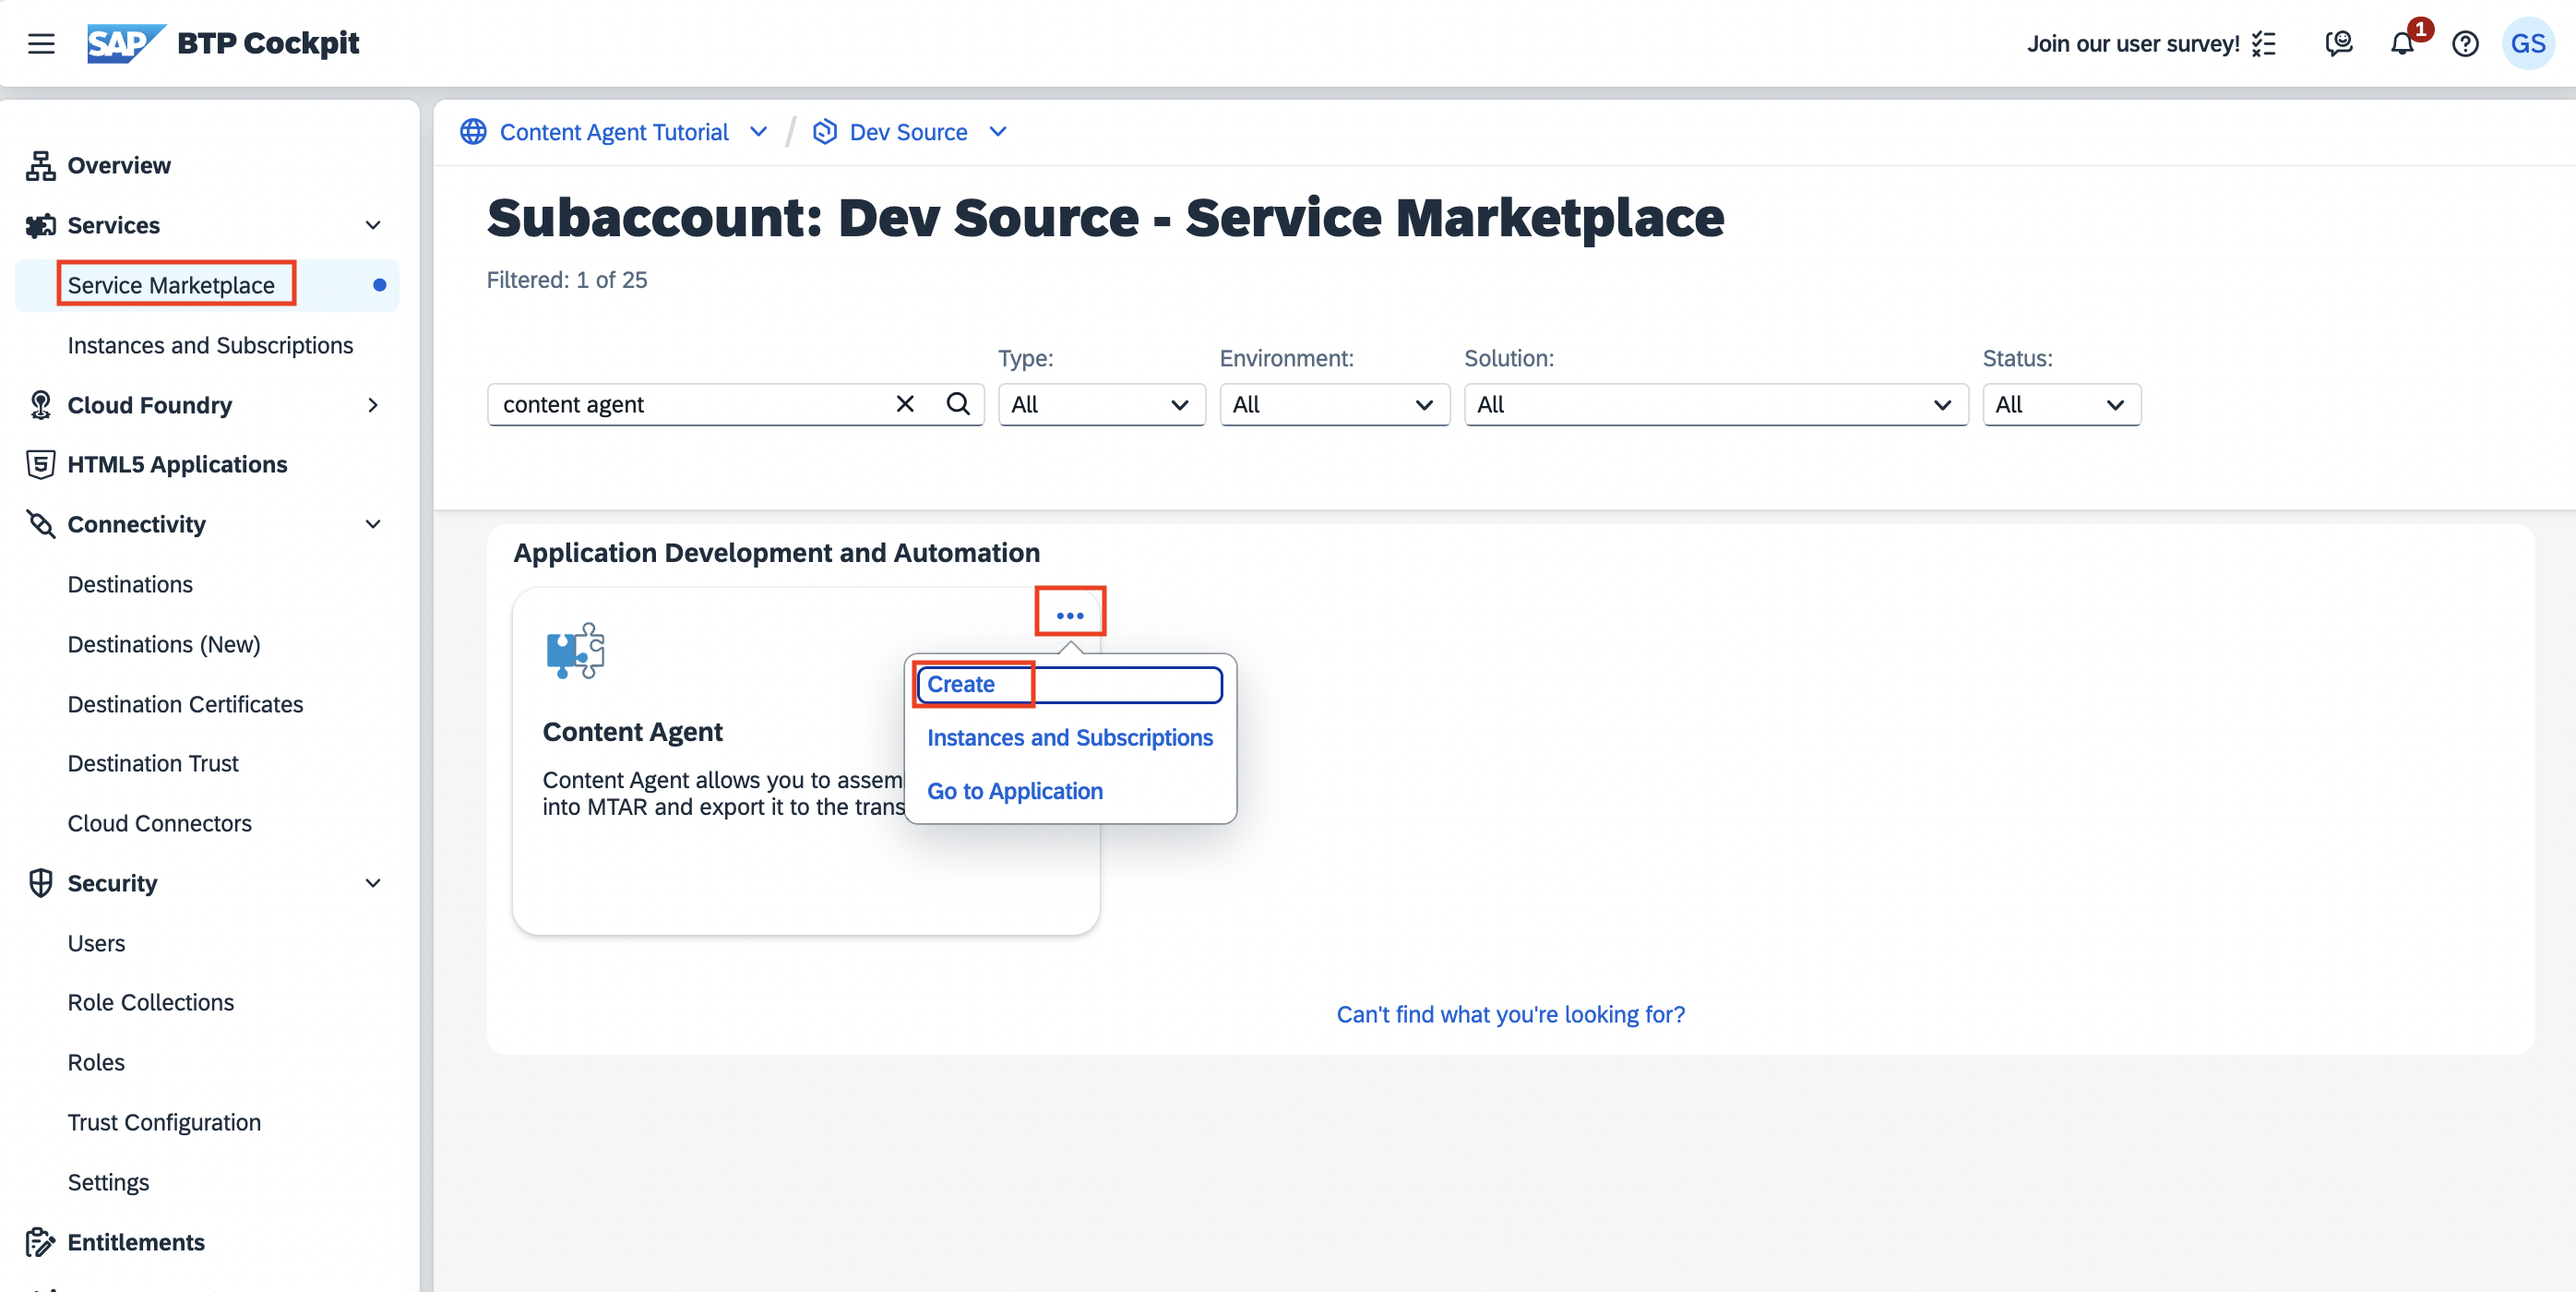 SAP BTP Cockpit
Join our user survey!
1
GS
Overview
Services
Service Marketplace
Instances and Subscriptions
Cloud Foundry
HTML5 Applications
Connectivity
Destinations
Destinations (New)
Destination Certificates
Destination Trust
Cloud Connectors
Security
Users
Role Collections
Roles
Trust Configuration
Settings
Entitlements
Content Agent Tutorial / Dev Source
Subaccount: Dev Source - Service Marketplace
Filtered: 1 of 25
Type: Environment: Solution: Status:
content agent All All All All
Application Development and Automation
Content Agent
Content Agent allows you to assem
into MTAR and export it to the trans
Create
Instances and Subscriptions
Go to Application
Can't find what you're looking for?